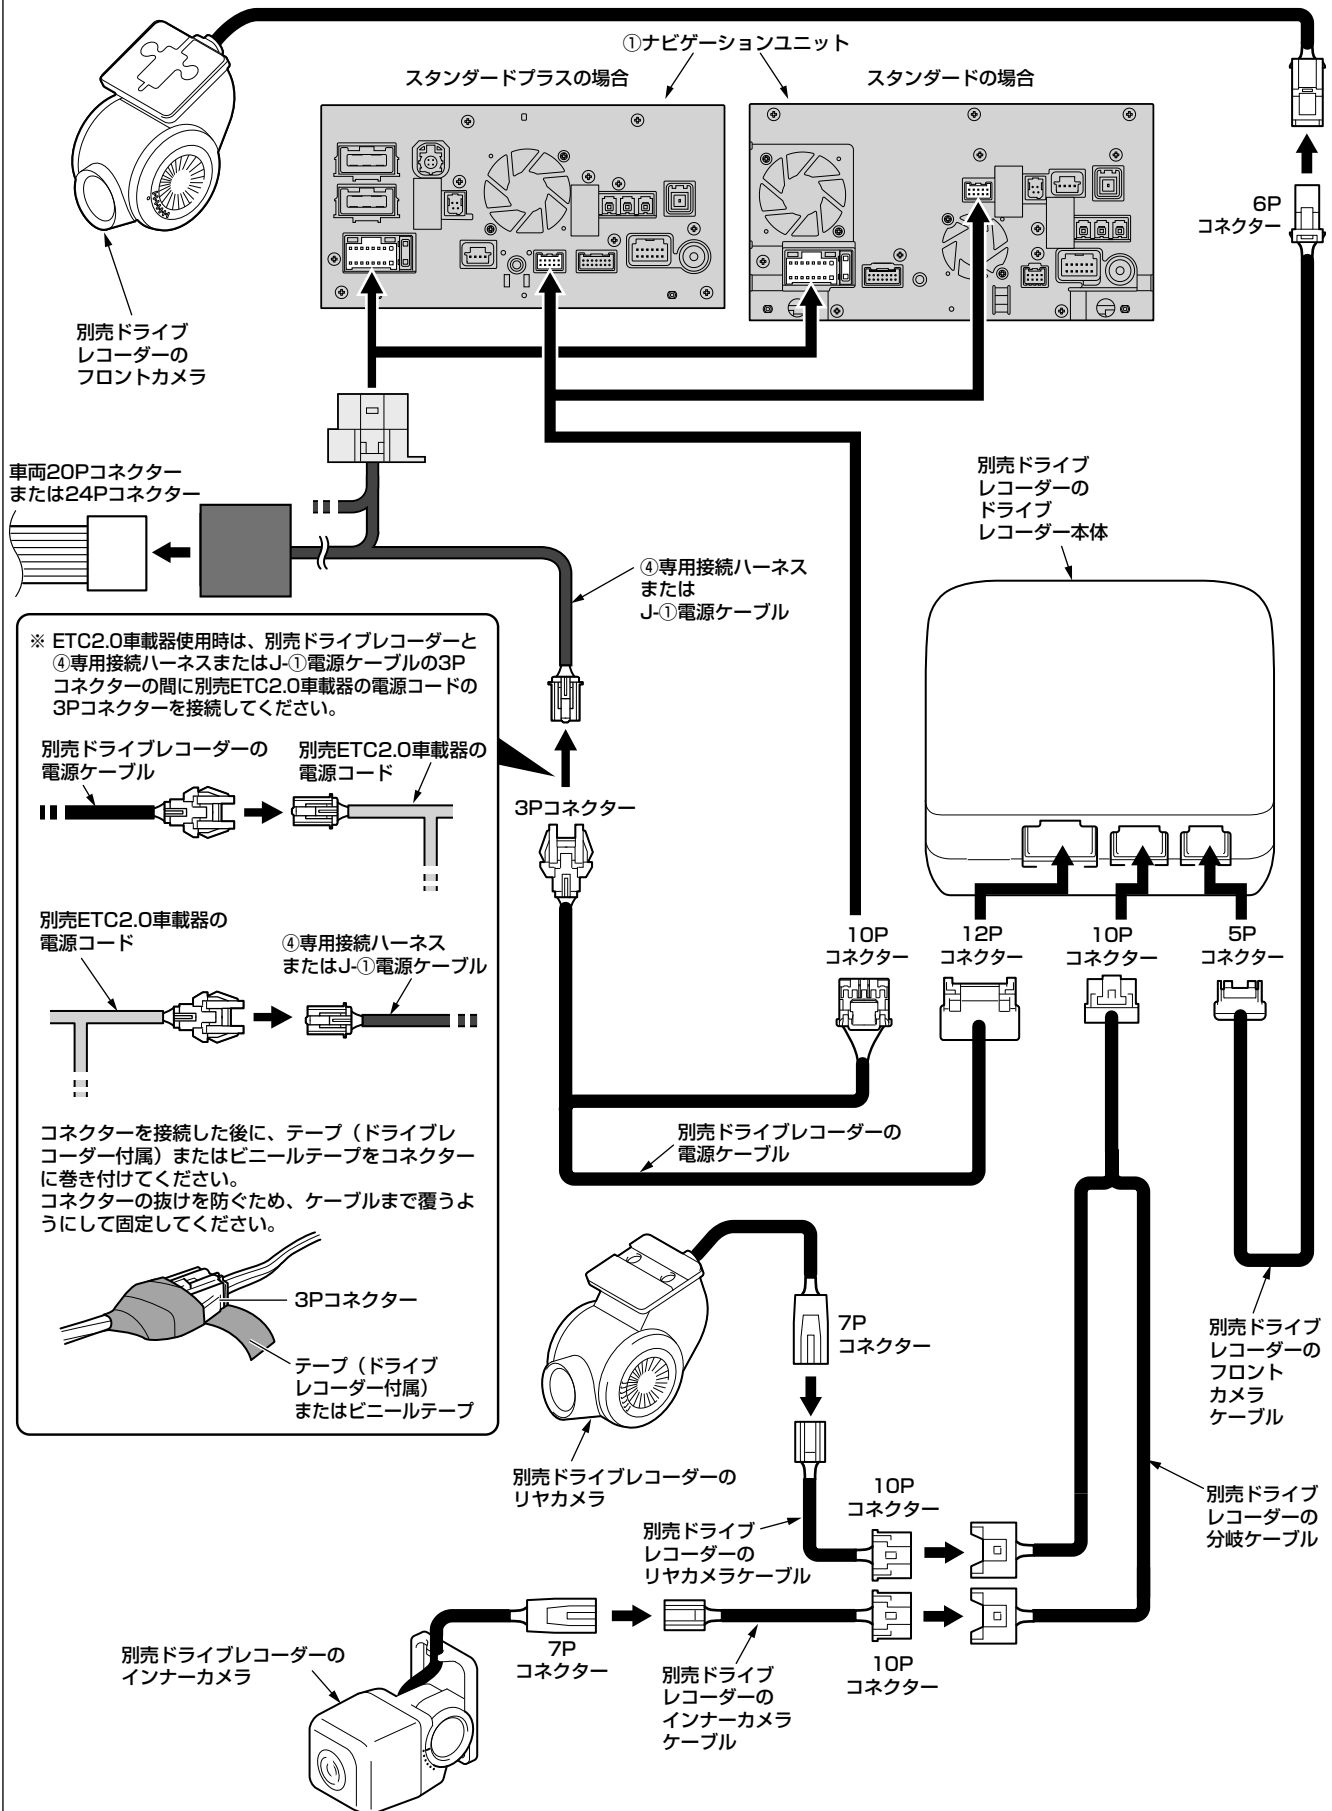 ①ナビゲーションユニット
スタンダードプラスの場合
スタンダードの場合
6P
コネクター
別売ドライブ
レコーダーの
フロントカメラ
車両20Pコネクター
または24Pコネクター
別売ドライブ
レコーダーの
ドライブ
レコーダー本体
④専用接続ハーネス
または
J-①電源ケーブル
※ ETC2.0車載器使用時は、別売ドライブレコーダーと
④専用接続ハーネスまたはJ-①電源ケーブルの3P
コネクターの間に別売ETC2.0車載器の電源コードの
3Pコネクターを接続してください。
別売ドライブレコーダーの
電源ケーブル
別売ETC2.0車載器の
電源コード
3Pコネクター
別売ETC2.0車載器の
電源コード
④専用接続ハーネス
またはJ-①電源ケーブル
10P
コネクター
12P
コネクター
10P
コネクター
5P
コネクター
コネクターを接続した後に、テープ（ドライブレ
コーダー付属）またはビニールテープをコネクター
に巻き付けてください。
コネクターの抜けを防ぐため、ケーブルまで覆うよ
うにして固定してください。
3Pコネクター
テープ（ドライブ
レコーダー付属）
またはビニールテープ
別売ドライブレコーダーの
電源ケーブル
7P
コネクター
別売ドライブ
レコーダーの
フロント
カメラ
ケーブル
別売ドライブレコーダーの
リヤカメラ
10P
コネクター
別売ドライブ
レコーダーの
リヤカメラケーブル
別売ドライブ
レコーダーの
分岐ケーブル
別売ドライブレコーダーの
インナーカメラ
7P
コネクター
別売ドライブ
レコーダーの
インナーカメラ
ケーブル
10P
コネクター